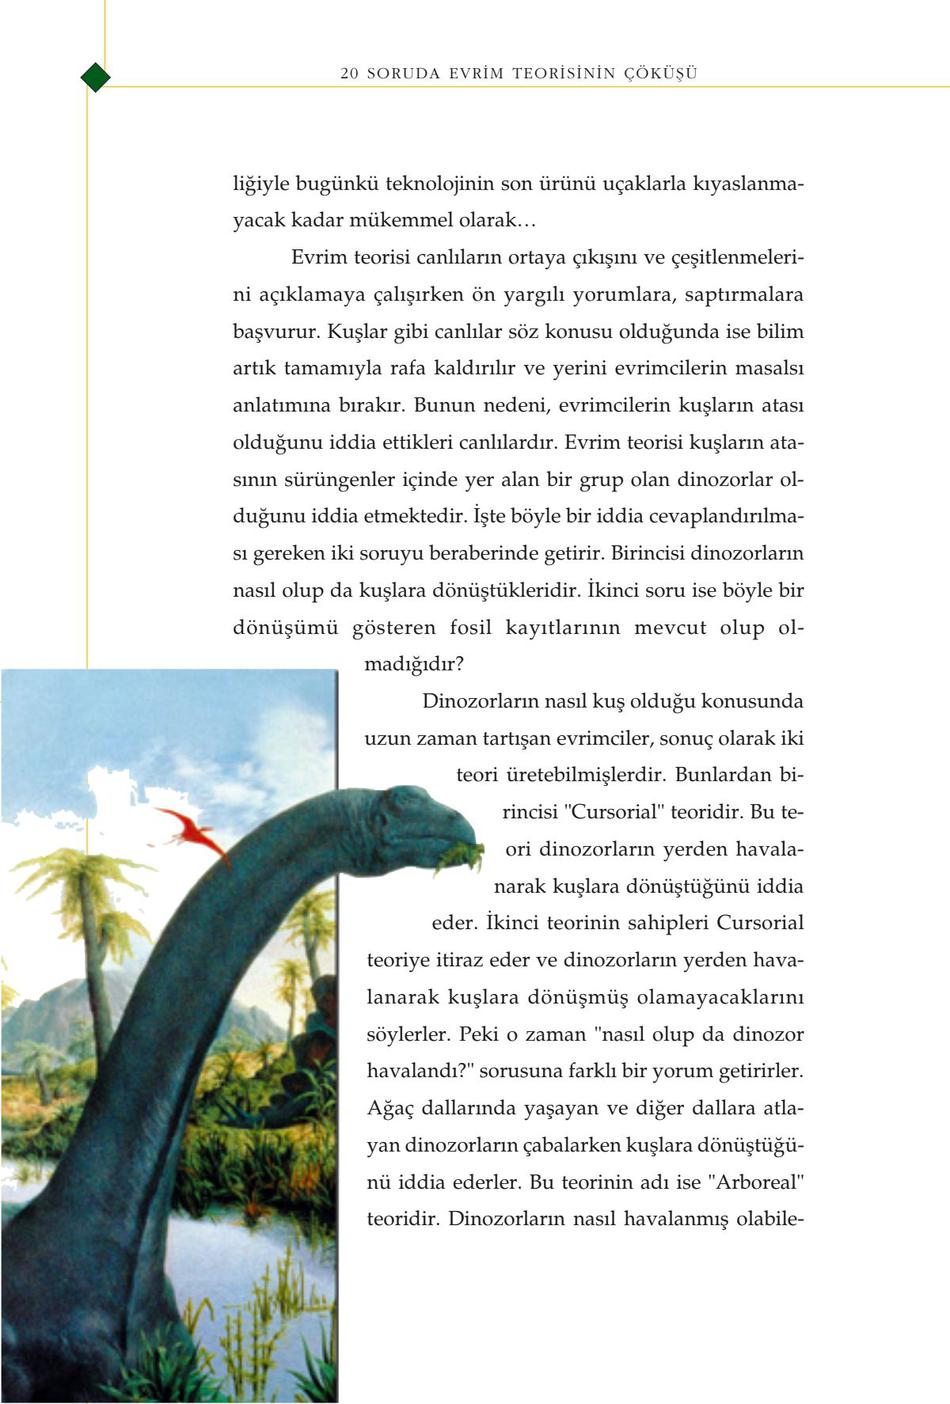 20 SORUDA EVRİM TEORİSİNİN ÇÖKÜŞÜ
liğiyle bugünkü teknolojinin son ürünü uçaklarla kıyaslanma-
yacak kadar mükemmel olarak…
Evrim teorisi canlıların ortaya çıkışını ve çeşitlenmeleri-
ni açıklamaya çalışırken ön yargılı yorumlara, saptırmalara
başvurur. Kuşlar gibi canlılar söz konusu olduğunda ise bilim
artık tamamıyla rafa kaldırılır ve yerini evrimcilerin masalsı
anlatımına bırakır. Bunun nedeni, evrimcilerin kuşların atası
olduğunu iddia ettikleri canlılardır. Evrim teorisi kuşların ata-
sının sürüngenler içinde yer alan bir grup olan dinozorlar ol-
duğunu iddia etmektedir. İşte böyle bir iddia cevaplandırılma-
sı gereken iki soruyu beraberinde getirir. Birincisi dinozorların
nasıl olup da kuşlara dönüştükleridir. İkinci soru ise böyle bir
dönüşümü gösteren fosil kayıtlarının mevcut olup ol-
madığıdır?
Dinozorların nasıl kuş olduğu konusunda
uzun zaman tartışan evrimciler, sonuç olarak iki
teori üretebilmişlerdir. Bunlardan bi-
rincisi "Cursorial" teoridir. Bu te-
ori dinozorların yerden havala-
narak kuşlara dönüştüğünü iddia
eder. İkinci teorinin sahipleri Cursorial
teoriye itiraz eder ve dinozorların yerden hava-
lanarak kuşlara dönüşmüş olamayacaklarını
söylerler. Peki o zaman "nasıl olup da dinozor
havalandı?" sorusuna farklı bir yorum getirirler.
Ağaç dallarında yaşayan ve diğer dallara atla-
yan dinozorların çabalarken kuşlara dönüştüğü-
nü iddia ederler. Bu teorinin adı ise "Arboreal"
teoridir. Dinozorların nasıl havalanmış olabile-